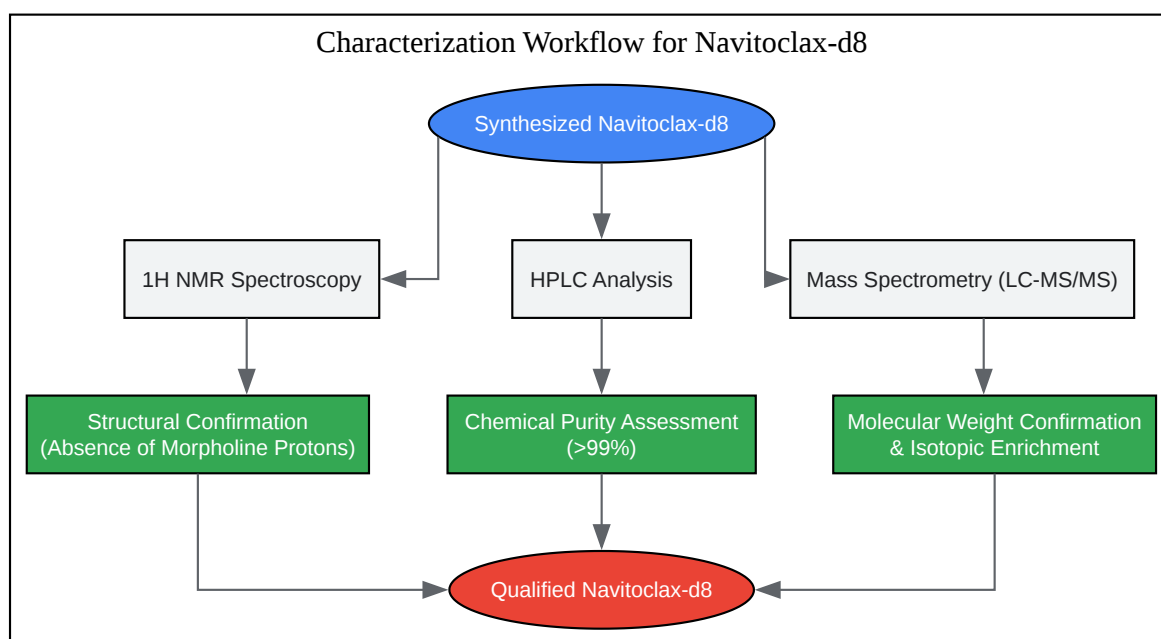 Characterization Workflow for Navitoclax-d8
Synthesized Navitoclax-d8
1H NMR Spectroscopy
HPLC Analysis
Mass Spectrometry (LC-MS/MS)
Structural Confirmation
(Absence of Morpholine Protons)
Chemical Purity Assessment
(>99%)
Molecular Weight Confirmation
& Isotopic Enrichment
Qualified Navitoclax-d8